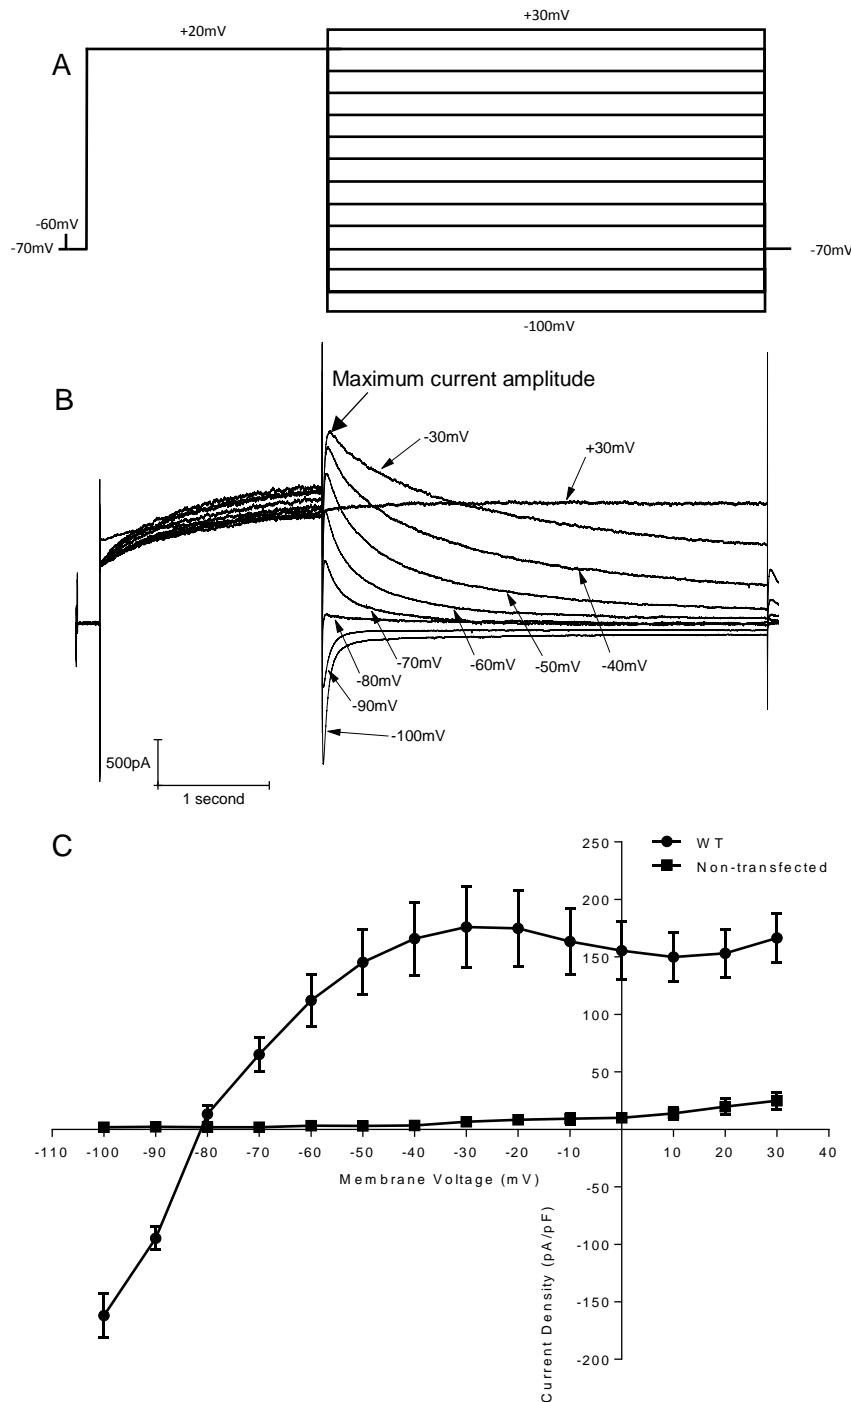 +30mV
+20mV
A
-60mV
-70mV
-70mV
-100mV
B
Maximum current amplitude
-30mV
+30mV
-70mV
-60mV
-50mV
-40mV
-80mV
-90mV
-100mV
500pA
1 second
C
250
WT
Non-transfected
200
150
100
50
-110 -100 -90 -80 -70 -60 -50 -40 -30 -20 -10 10 20 30 40
Membrane Voltage (mV)
-50
-100
-150
-200
Current Density (pA/pF)